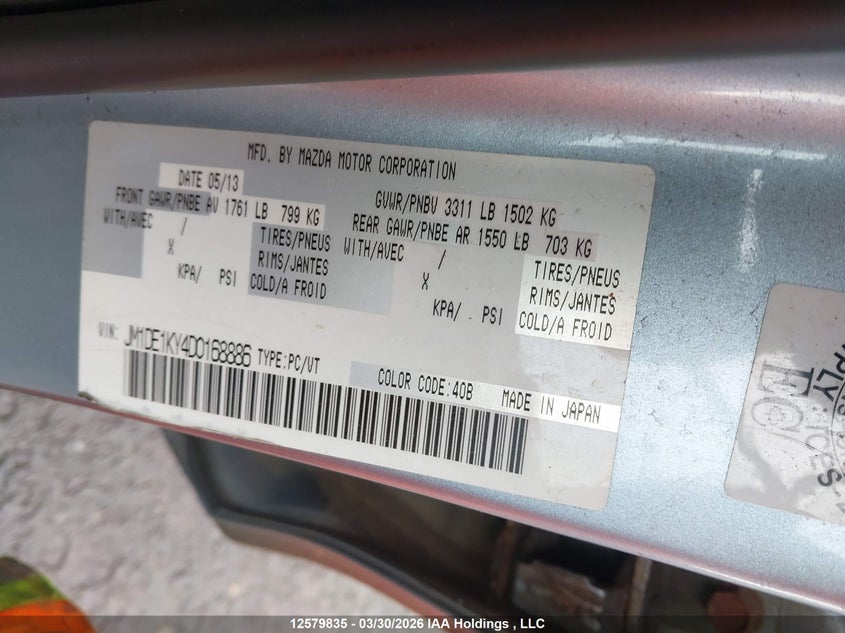 MFD. BY MAZDA MOTOR CORPORATION
DATE 05/13
GVWR/PNBV 3311 LB 1502 KG
FRONT GAWR/PNBE AV 1761 LB 799 KG
REAR GAWR/PNBE AR 1550 LB 703 KG
WITH/AVEC / TIRES/PNEUS
X RIMS/JANTES
KPA/ PSI COLD/A FROID
WITH/AVEC / TIRES/PNEUS
X RIMS/JANTES
KPA/ PSI COLD/A FROID
VIN: JM1DE1KY4D0168886 TYPE:PC/VT
COLOR CODE:40B MADE IN JAPAN
12579835 - 03/30/2026 IAA Holdings , LLC